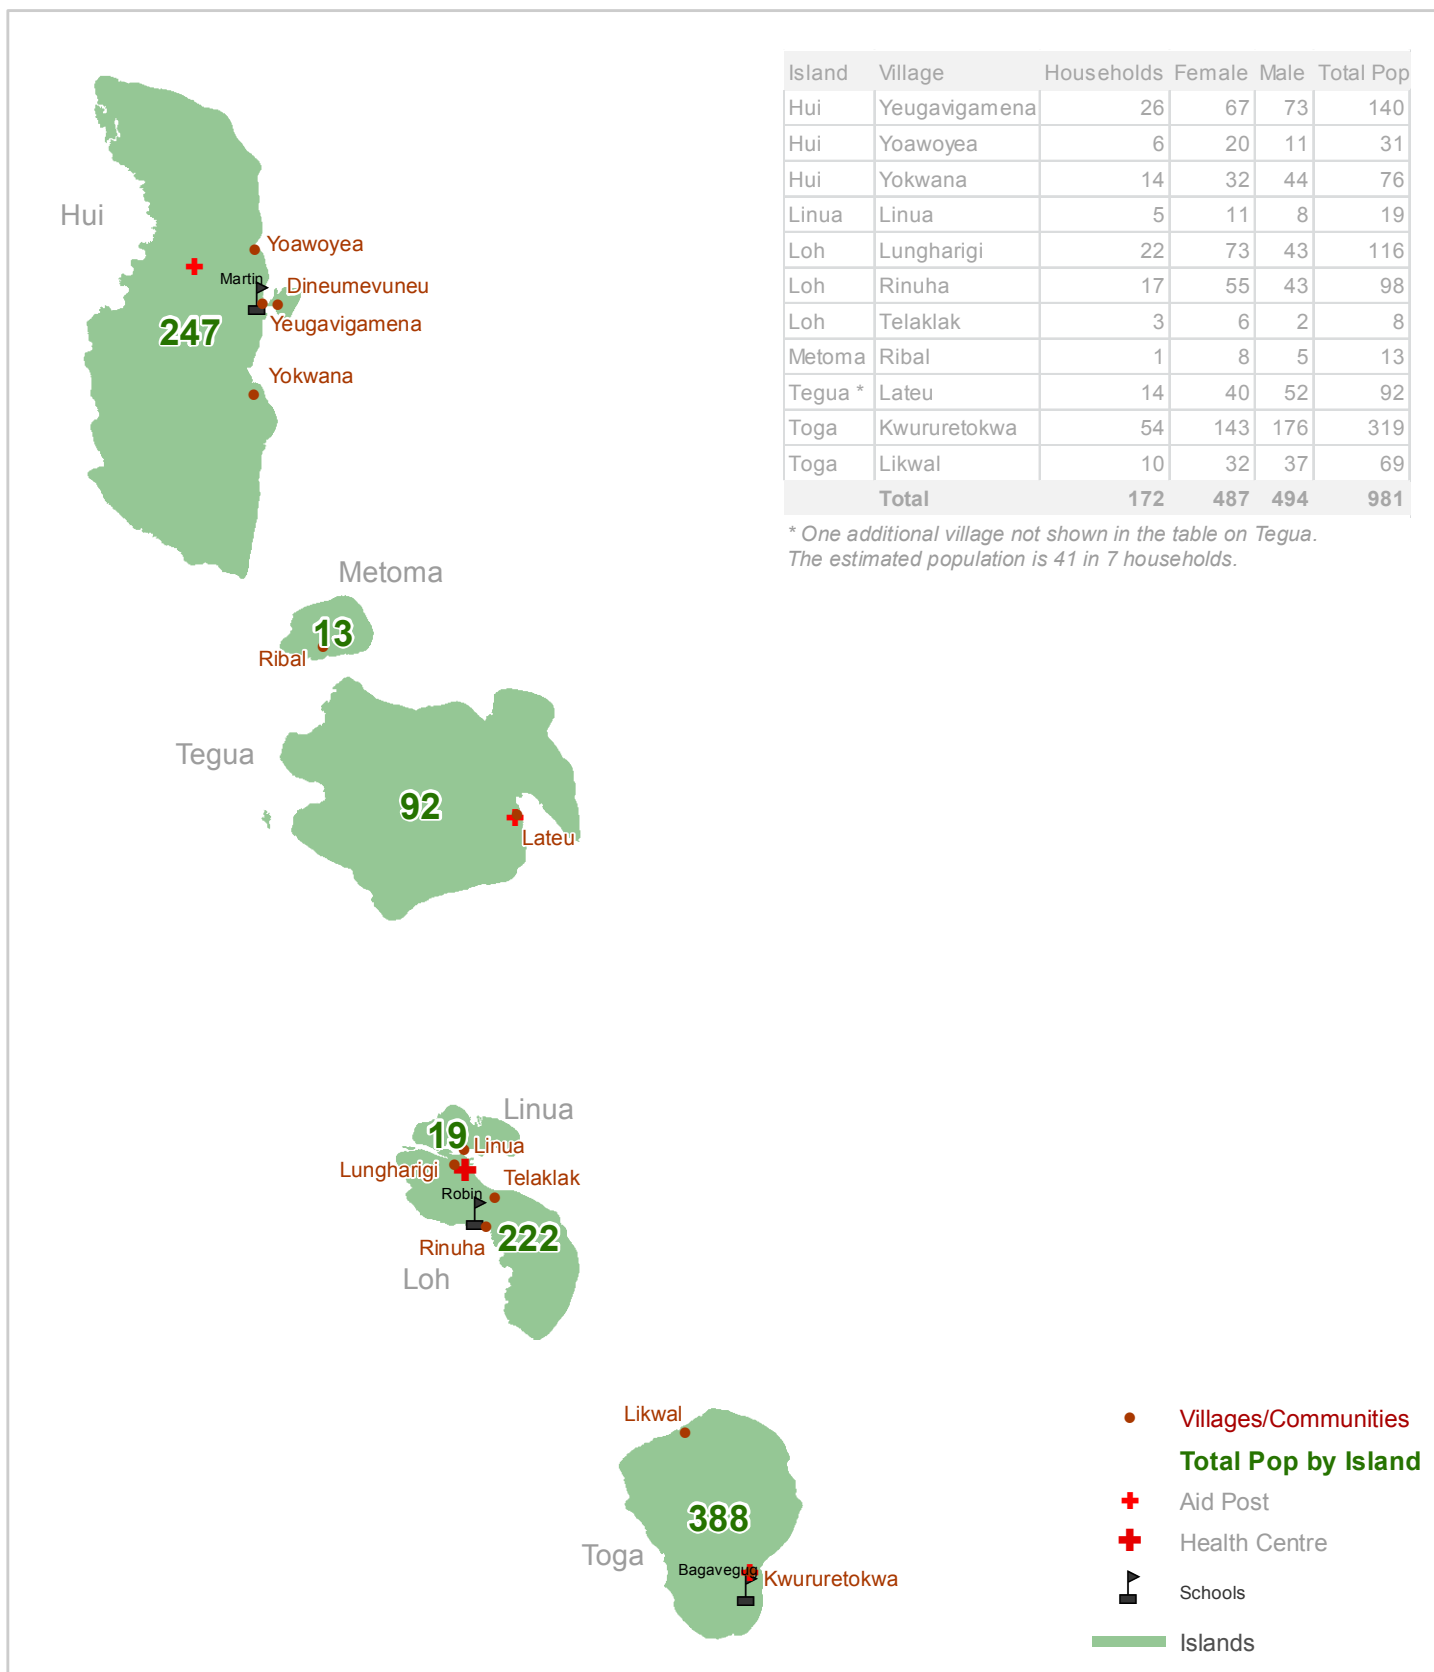 Island Village Households Female Male Total Pop
Hui Yeugavigamena 26 67 73 140
Hui Yoawoyea 6 20 11 31
Hui Yokwana 14 32 44 76
Linua Linua 5 11 8 19
Loh Lungharigi 22 73 43 116
Loh Rinuha 17 55 43 98
Loh Telaklak 3 6 2 8
Metoma Ribal 1 8 5 13
Tegua * Lateu 14 40 52 92
Toga Kwururetokwa 54 143 176 319
Toga Likwal 10 32 37 69
Total 172 487 494 981
* One additional village not shown in the table on Tegua.
The estimated population is 41 in 7 households.
Hui
Yoawoyea
Martin
Dineumevuneu
247
Yeugavigamena
Yokwana
Metoma
13
Ribal
Tegua
92
Lateu
Linua
19
Linua
Lungharigi
Telaklak
Robin
Rinuha
222
Loh
Likwal
388
Toga
Bagavegug
Kwururetokwa
Villages/Communities
Total Pop by Island
Aid Post
Health Centre
Schools
Islands